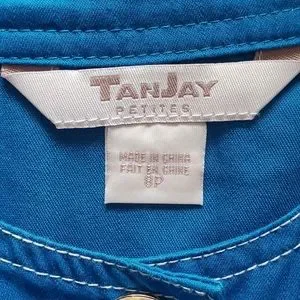 TANJAY
PETITES
MADE IN CHINA
FAIT EN CHINE
8P